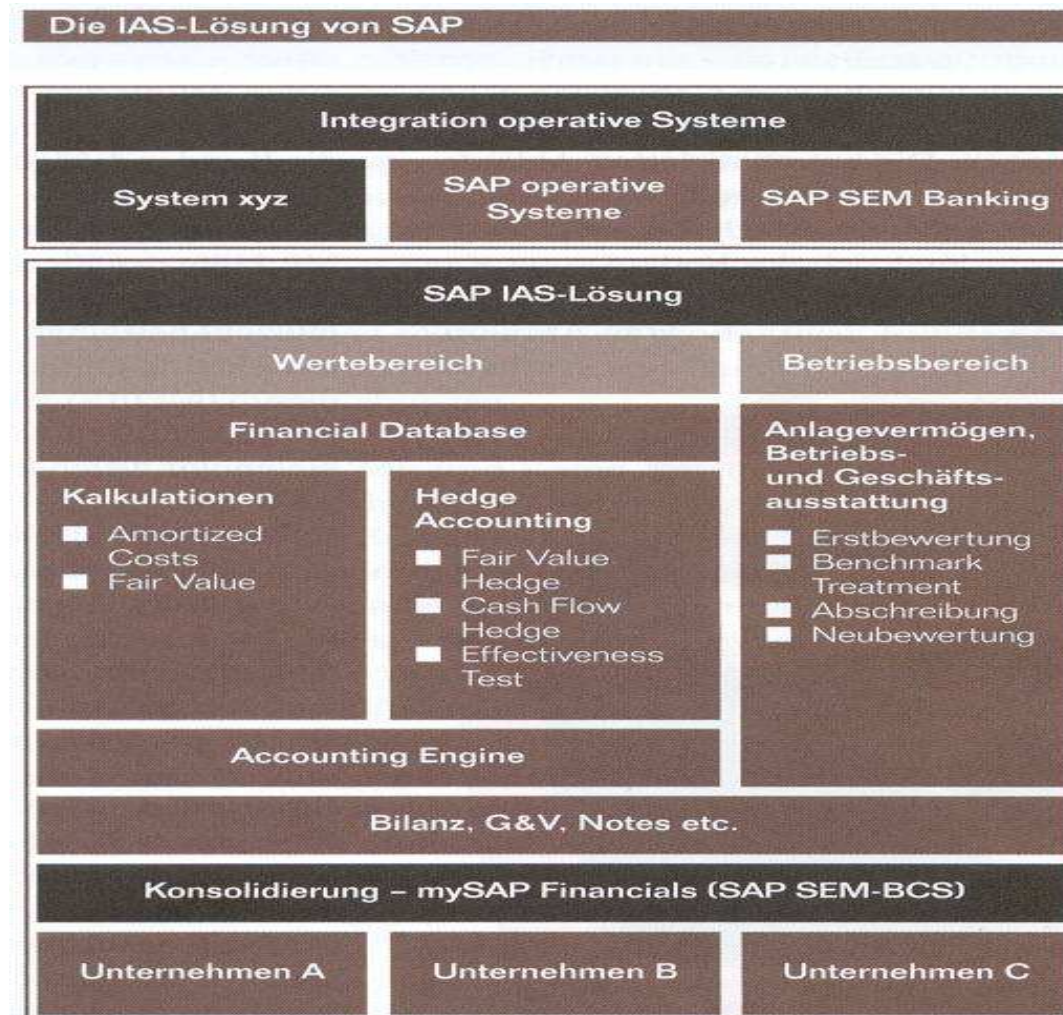 Die IAS-Lösung von SAP
Integration operative Systeme
System xyz
SAP operative
Systeme
SAP SEM Banking
SAP IAS-Lösung
Wertebereich
Betriebsbereich
Financial Database
Kalkulationen
Amortized
Costs
Fair Value
Hedge
Accounting
Fair Value
Hedge
Cash Flow
Hedge
Effectiveness
Test
Anlagevermögen,
Betriebs-
und Geschäfts-
ausstattung
Erstbewertung
Benchmark
Treatment
Abschreibung
Neubewertung
Accounting Engine
Bilanz, G&V, Notes etc.
Konsolidierung – mySAP Financials (SAP SEM-BCS)
Unternehmen A
Unternehmen B
Unternehmen C